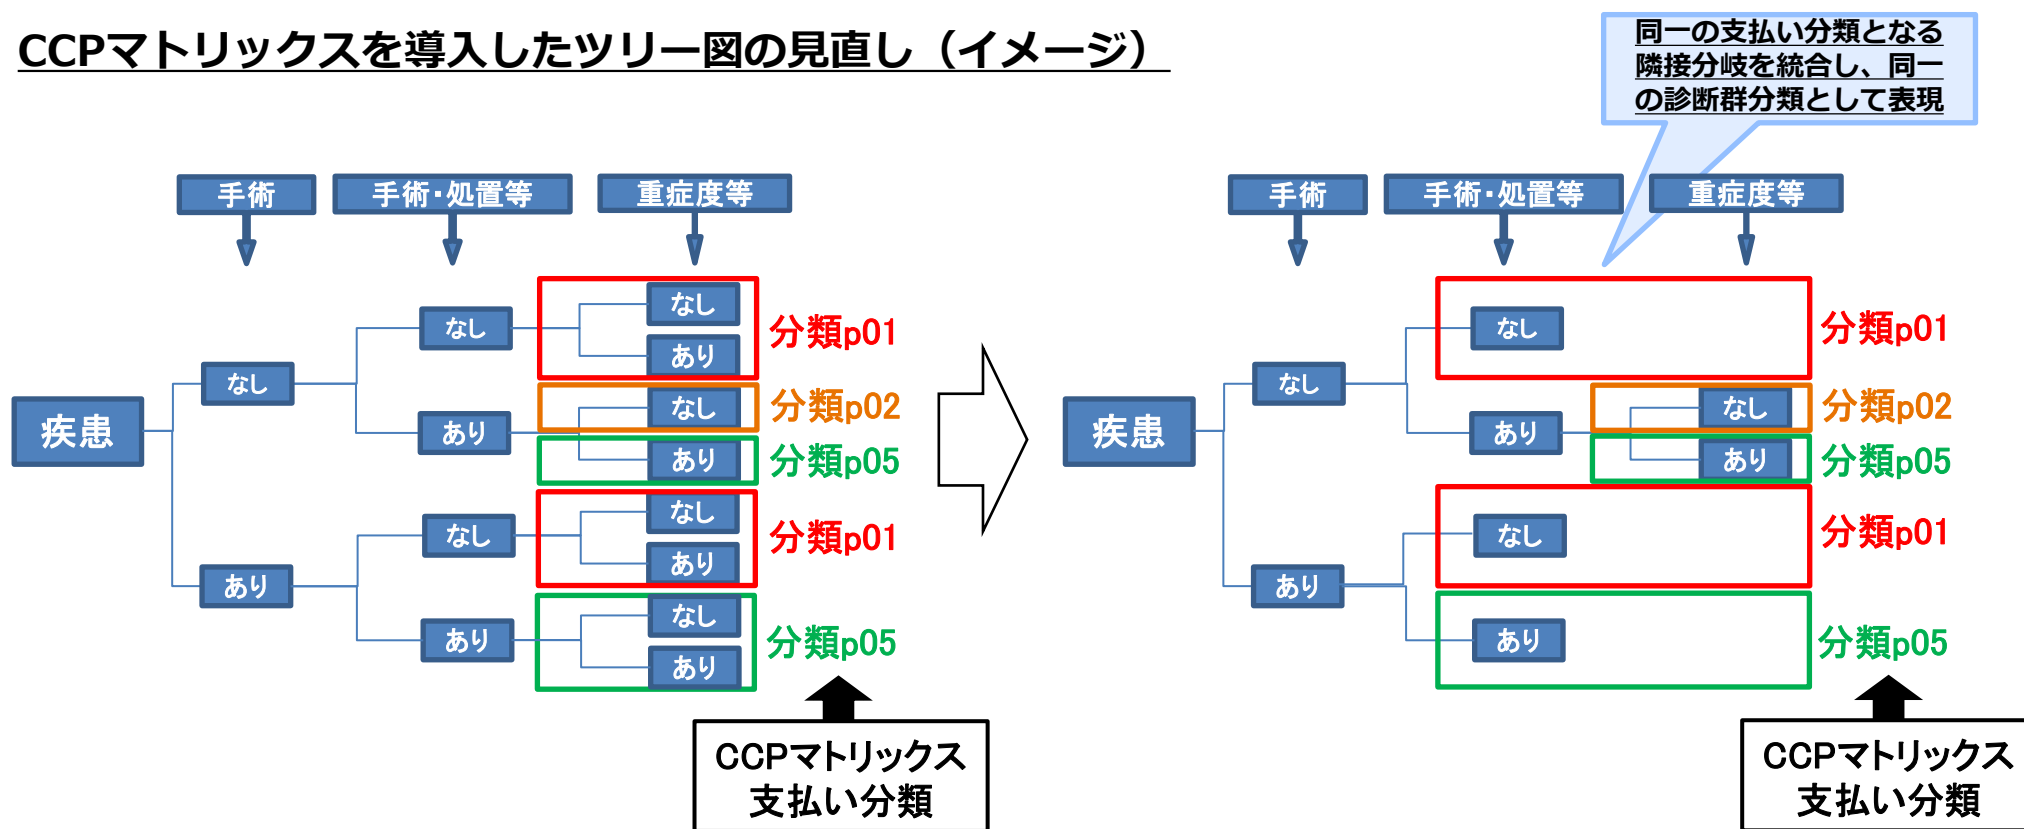 CCPマトリックスを導入したツリー図の見直し（イメージ）
同一の支払い分類となる
隣接分岐を統合し、同一
の診断群分類として表現
手術
手術・処置等
重症度等
疾患
なし
あり
なし
あり
なし
あり
なし
あり
なし
あり
なし
あり
なし
あり
分類p01
分類p02
分類p05
分類p01
分類p05
CCPマトリックス
支払い分類
手術
手術・処置等
重症度等
疾患
なし
あり
なし
あり
なし
あり
なし
あり
分類p01
分類p02
分類p05
分類p01
分類p05
CCPマトリックス
支払い分類